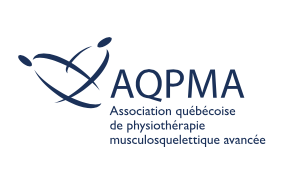 AQPMA
Association québécoise
de physiothérapie
musculosquelettique avancée